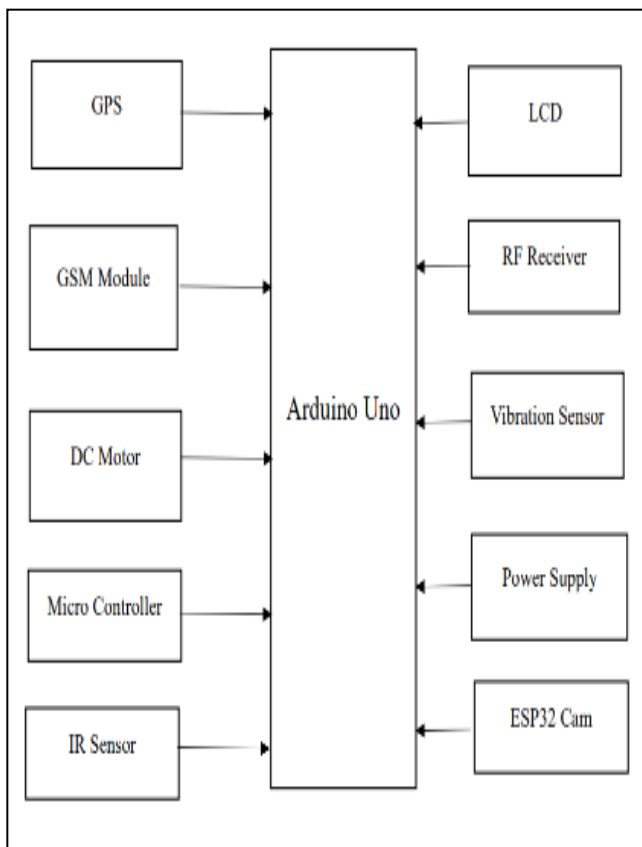 GPS
GSM Module
DC Motor
Micro Controller
IR Sensor
Arduino Uno
LCD
RF Receiver
Vibration Sensor
Power Supply
ESP32 Cam